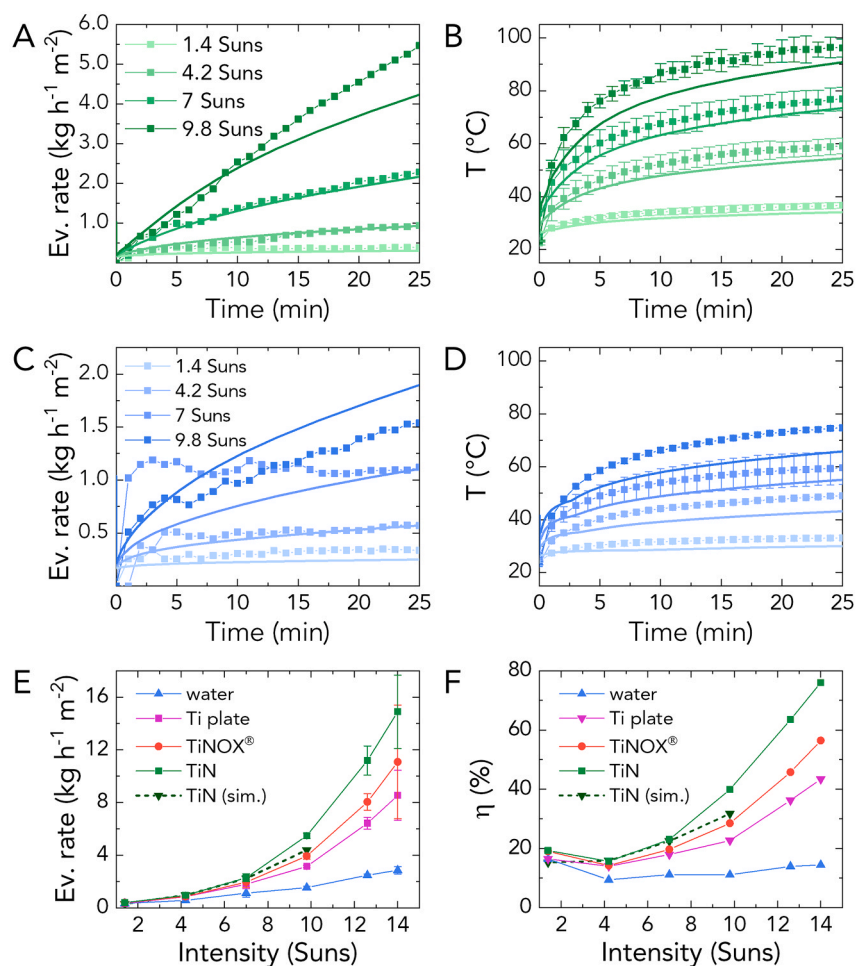 A
6.0
5.0
4.0
3.0
2.0
1.0
Ev. rate (kg h⁻¹ m⁻²)
1.4 Suns
4.2 Suns
7 Suns
9.8 Suns
0 5 10 15 20 25
Time (min)
B
100
80
60
40
20
T (°C)
0 5 10 15 20 25
Time (min)
C
2.0
1.5
1.0
0.5
Ev. rate (kg h⁻¹ m⁻²)
1.4 Suns
4.2 Suns
7 Suns
9.8 Suns
0 5 10 15 20 25
Time (min)
D
100
80
60
40
20
T (°C)
0 5 10 15 20 25
Time (min)
E
16
12
8
4
0
Ev. rate (kg h⁻¹ m⁻²)
water
Ti plate
TiNOX®
TiN
TiN (sim.)
2 4 6 8 10 12 14
Intensity (Suns)
F
80
60
40
20
0
η (%)
water
Ti plate
TiNOX®
TiN
TiN (sim.)
2 4 6 8 10 12 14
Intensity (Suns)